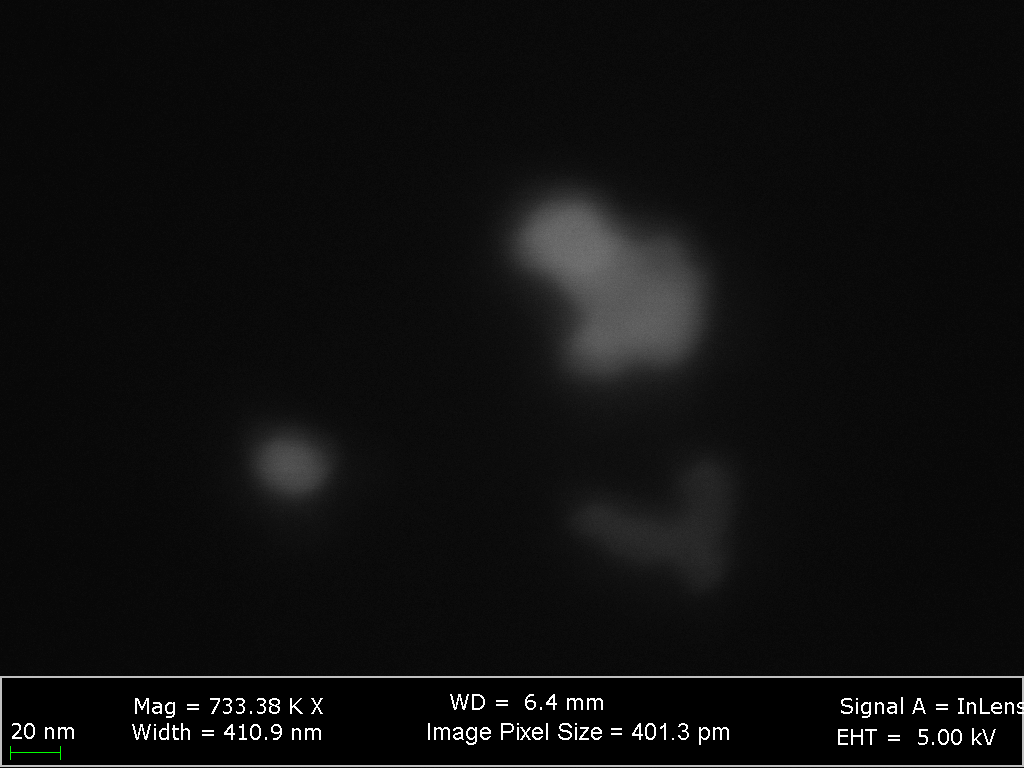 20 nm
Mag = 733.38 K X
Width = 410.9 nm
WD = 6.4 mm
Image Pixel Size = 401.3 pm
Signal A = InLens
EHT = 5.00 kV